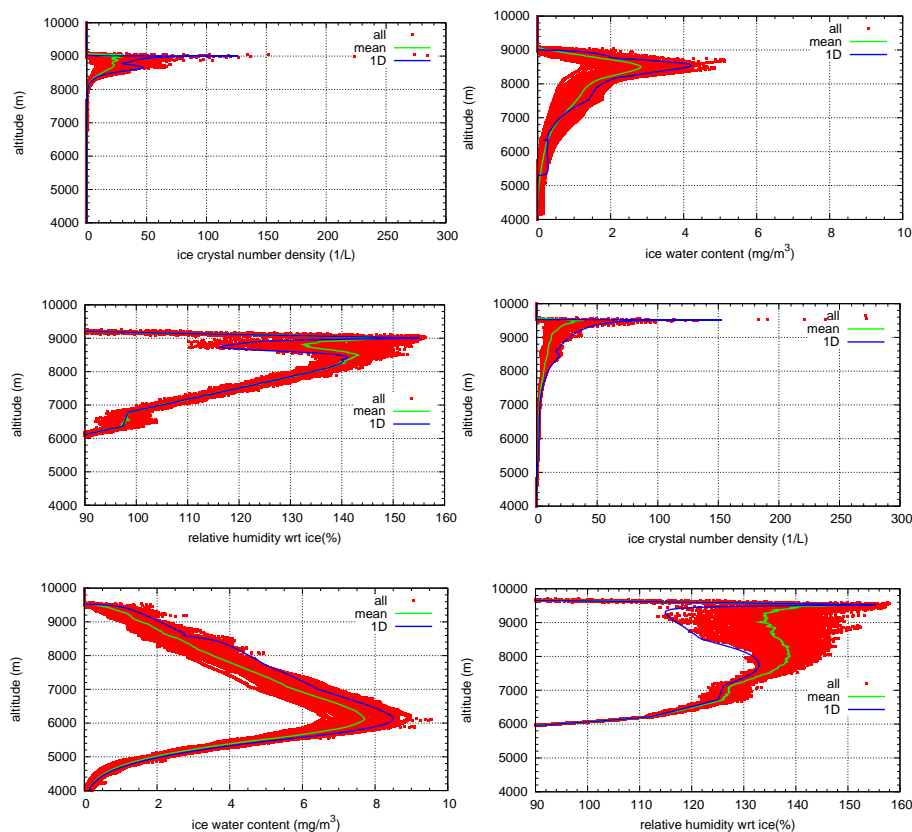 10000
9000
8000
7000
6000
5000
4000
0 50 100 150 200 250 300
altitude (m)
ice crystal number density (1/L)
all
mean
1D
10000
9000
8000
7000
6000
5000
4000
0 2 4 6 8 10
altitude (m)
ice water content (mg/m³)
all
mean
1D
10000
9000
8000
7000
6000
5000
4000
90 100 110 120 130 140 150 160
altitude (m)
relative humidity wrt ice(%)
all
mean
1D
10000
9000
8000
7000
6000
5000
4000
0 50 100 150 200 250 300
altitude (m)
ice crystal number density (1/L)
all
mean
1D
10000
9000
8000
7000
6000
5000
4000
0 2 4 6 8 10
altitude (m)
ice water content (mg/m³)
all
mean
1D
10000
9000
8000
7000
6000
5000
4000
90 100 110 120 130 140 150 160
altitude (m)
relative humidity wrt ice(%)
all
mean
1D